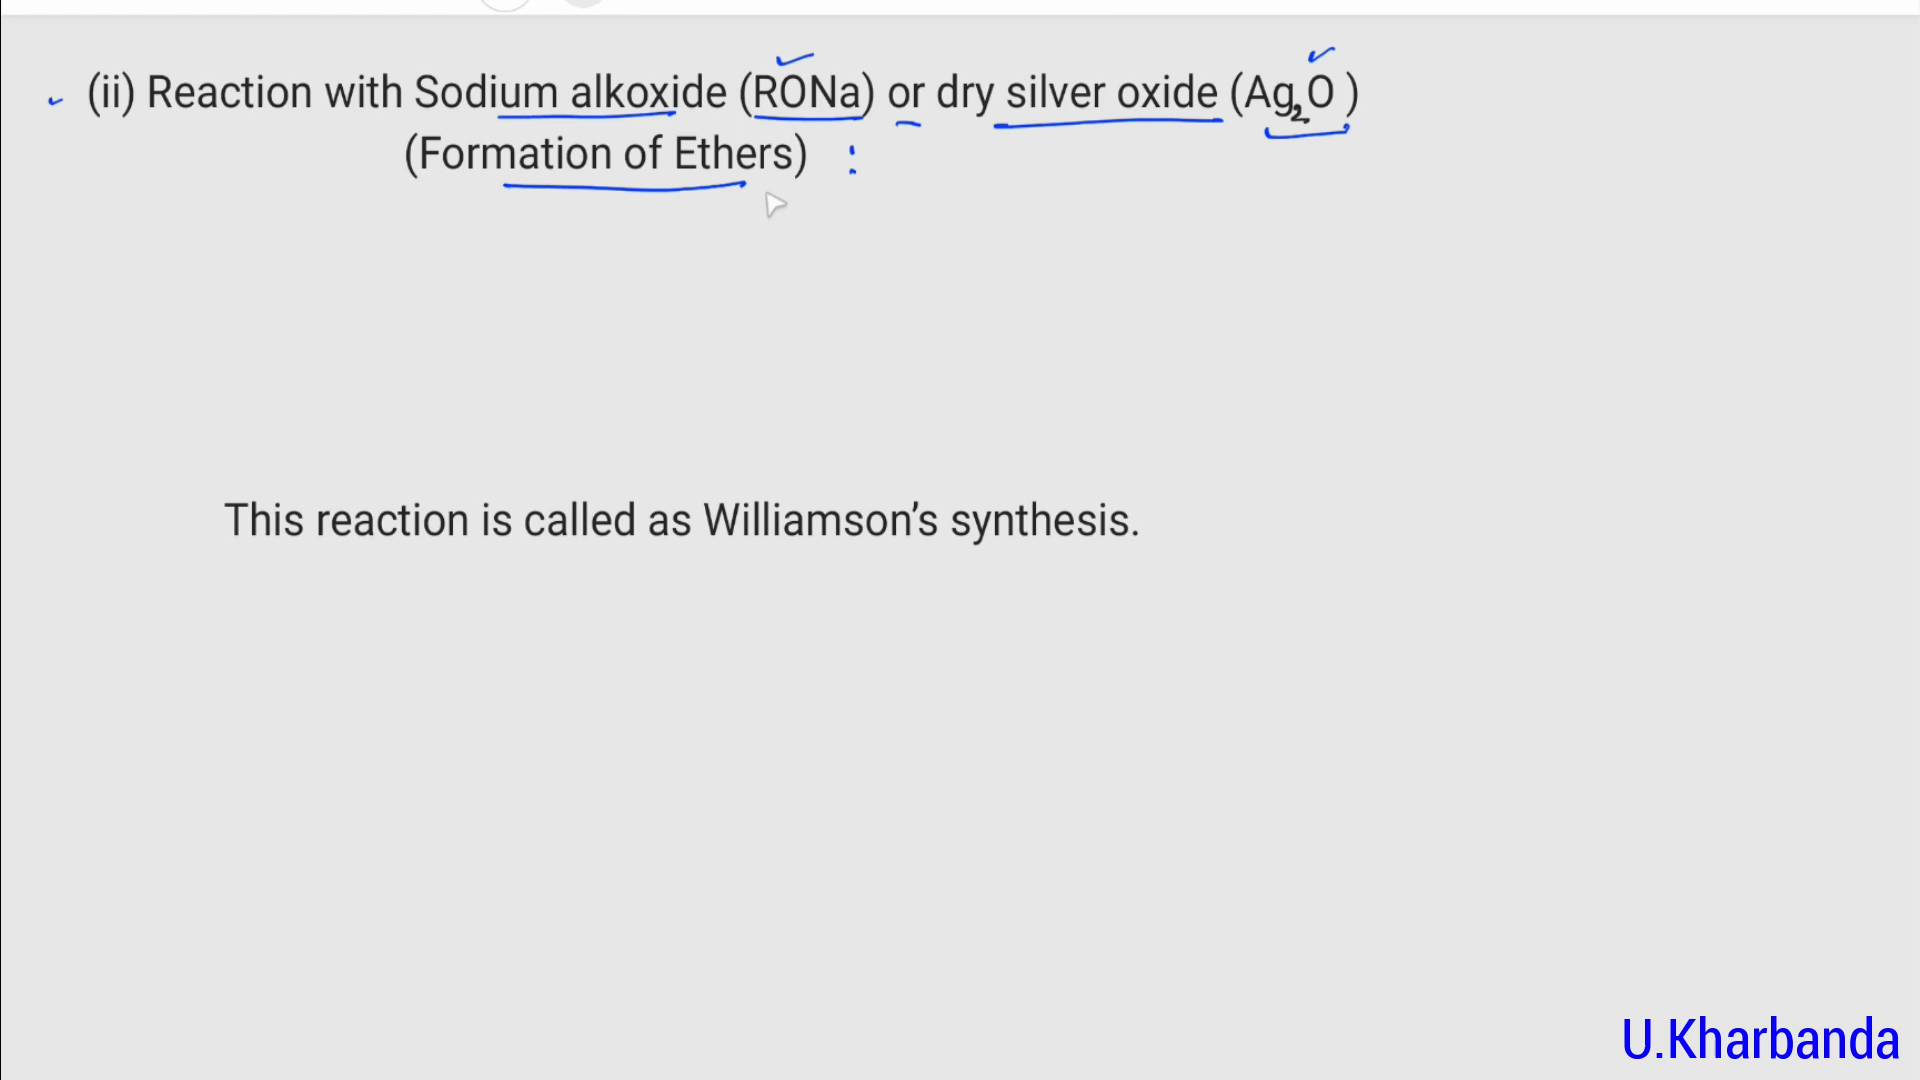 (ii) Reaction with Sodium alkoxide (RONa) or dry silver oxide (Ag₂O )
(Formation of Ethers) :
This reaction is called as Williamson’s synthesis.
U.Kharbanda